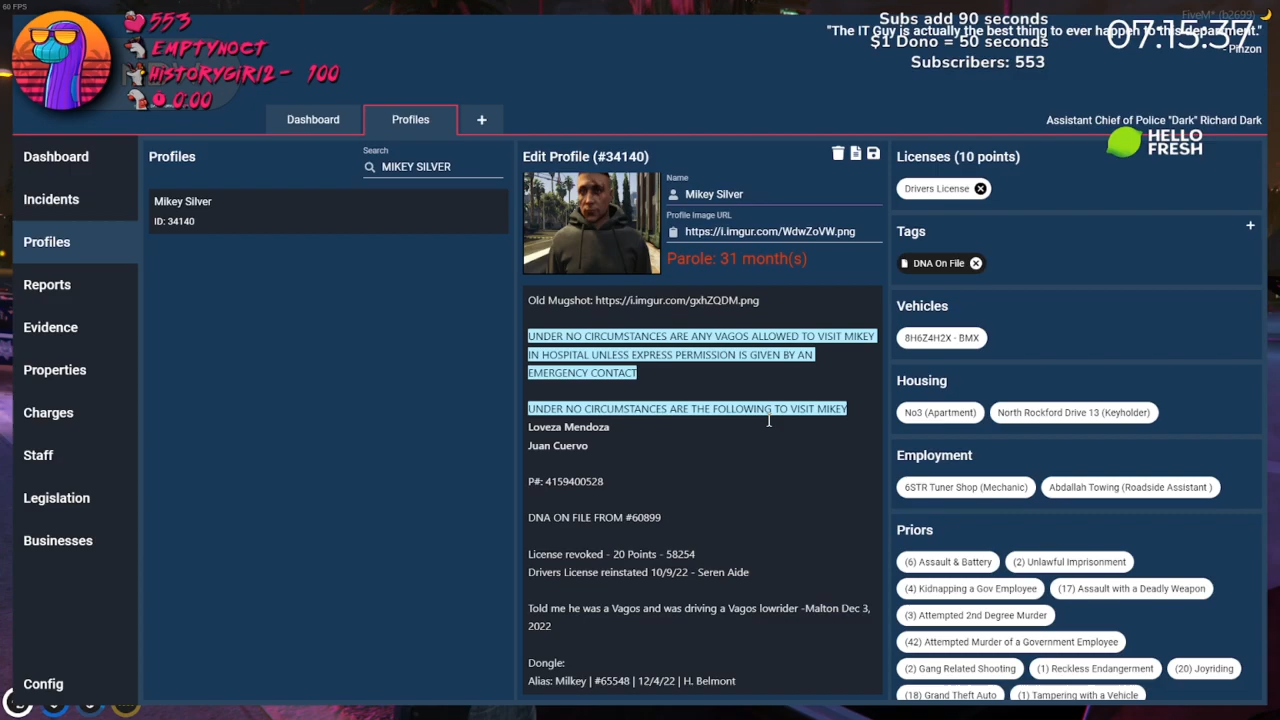 60 FPS
553
EMPTYNOCT
HISTORYGIRL2 - 100
0:00
Subs add 90 seconds
$1 Dono = 50 seconds
Subscribers: 553
FiveM* (b2699)
07:15:37
"The IT Guy is actually the best thing to ever happen to this department."
- Pinzon
Dashboard
Profiles
+
Assistant Chief of Police "Dark" Richard Dark
HELLO
FRESH
Dashboard
Incidents
Profiles
Reports
Evidence
Properties
Charges
Staff
Legislation
Businesses
Config
Profiles
Search
MIKEY SILVER
Mikey Silver
ID: 34140
Edit Profile (#34140)
Name
Mikey Silver
Profile Image URL
https://i.imgur.com/WdwZoVW.png
Parole: 31 month(s)
Old Mugshot: https://i.imgur.com/gxhZQDM.png
UNDER NO CIRCUMSTANCES ARE ANY VAGOS ALLOWED TO VISIT MIKEY
IN HOSPITAL UNLESS EXPRESS PERMISSION IS GIVEN BY AN
EMERGENCY CONTACT
UNDER NO CIRCUMSTANCES ARE THE FOLLOWING TO VISIT MIKEY
Loveza Mendoza
Juan Cuervo
P#: 4159400528
DNA ON FILE FROM #60899
License revoked - 20 Points - 58254
Drivers License reinstated 10/9/22 - Seren Aide
Told me he was a Vagos and was driving a Vagos lowrider -Malton Dec 3,
2022
Dongle:
Alias: Milkey | #65548 | 12/4/22 | H. Belmont
Licenses (10 points)
Drivers License
Tags
+
DNA On File
Vehicles
8H6Z4H2X - BMX
Housing
No3 (Apartment)
North Rockford Drive 13 (Keyholder)
Employment
6STR Tuner Shop (Mechanic)
Abdallah Towing (Roadside Assistant )
Priors
(6) Assault & Battery
(2) Unlawful Imprisonment
(4) Kidnapping a Gov Employee
(17) Assault with a Deadly Weapon
(3) Attempted 2nd Degree Murder
(42) Attempted Murder of a Government Employee
(2) Gang Related Shooting
(1) Reckless Endangerment
(20) Joyriding
(18) Grand Theft Auto
(1) Tampering with a Vehicle